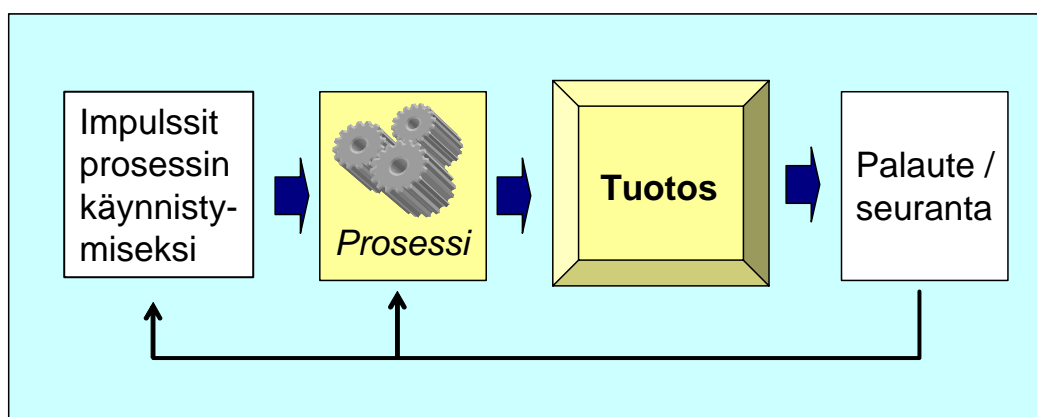 Impulssit
prosessin
käynnisty-
miseksi
Prosessi
Tuotos
Palaute /
seuranta